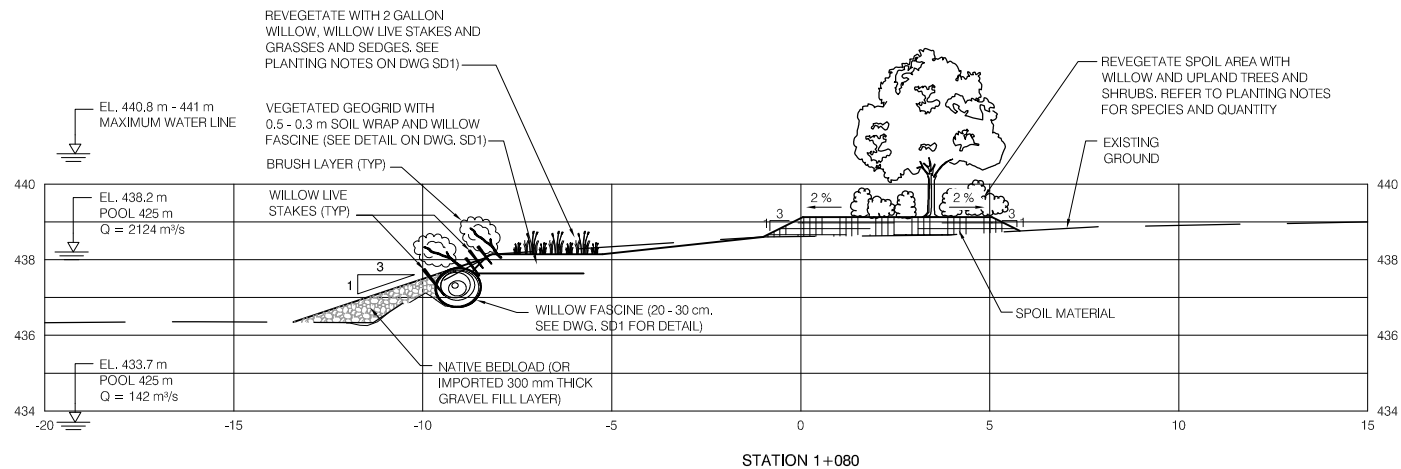 REVEGETATE WITH 2 GALLON
WILLOW, WILLOW LIVE STAKES AND
GRASSES AND SEDGES. SEE
PLANTING NOTES ON DWG SD1)
REVEGETATE SPOIL AREA WITH
WILLOW AND UPLAND TREES AND
SHRUBS. REFER TO PLANTING NOTES
FOR SPECIES AND QUANTITY
EL. 440.8 m - 441 m
MAXIMUM WATER LINE
VEGETATED GEOGRID WITH
0.5 - 0.3 m SOIL WRAP AND WILLOW
FASCINE (SEE DETAIL ON DWG. SD1)
EXISTING
GROUND
BRUSH LAYER (TYP)
440
440
EL. 438.2 m
POOL 425 m
Q = 2124 m³/s
WILLOW LIVE
STAKES (TYP)
2 %
2 %
3
1
3
1
438
438
3
1
WILLOW FASCINE (20 - 30 cm.
SEE DWG. SD1 FOR DETAIL)
SPOIL MATERIAL
436
436
EL. 433.7 m
POOL 425 m
Q = 142 m³/s
NATIVE BEDLOAD (OR
IMPORTED 300 mm THICK
GRAVEL FILL LAYER)
434
434
-20
-15
-10
-5
0
5
10
15
STATION 1+080